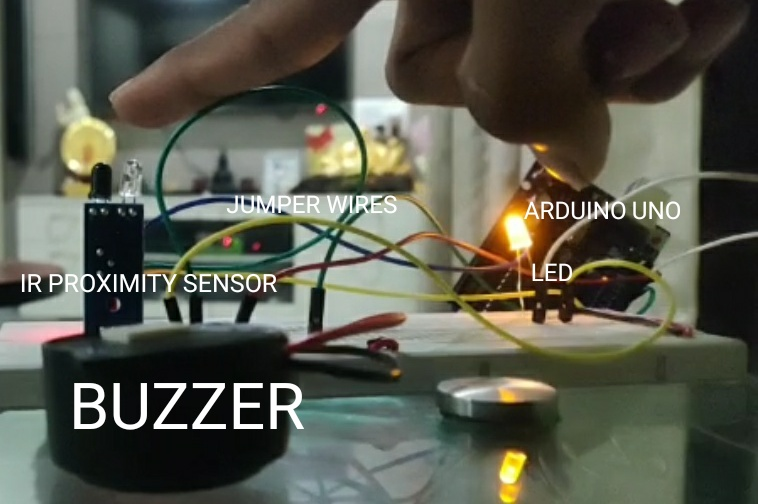 JUMPER WIRES
ARDUINO UNO
IR PROXIMITY SENSOR
LED
BUZZER